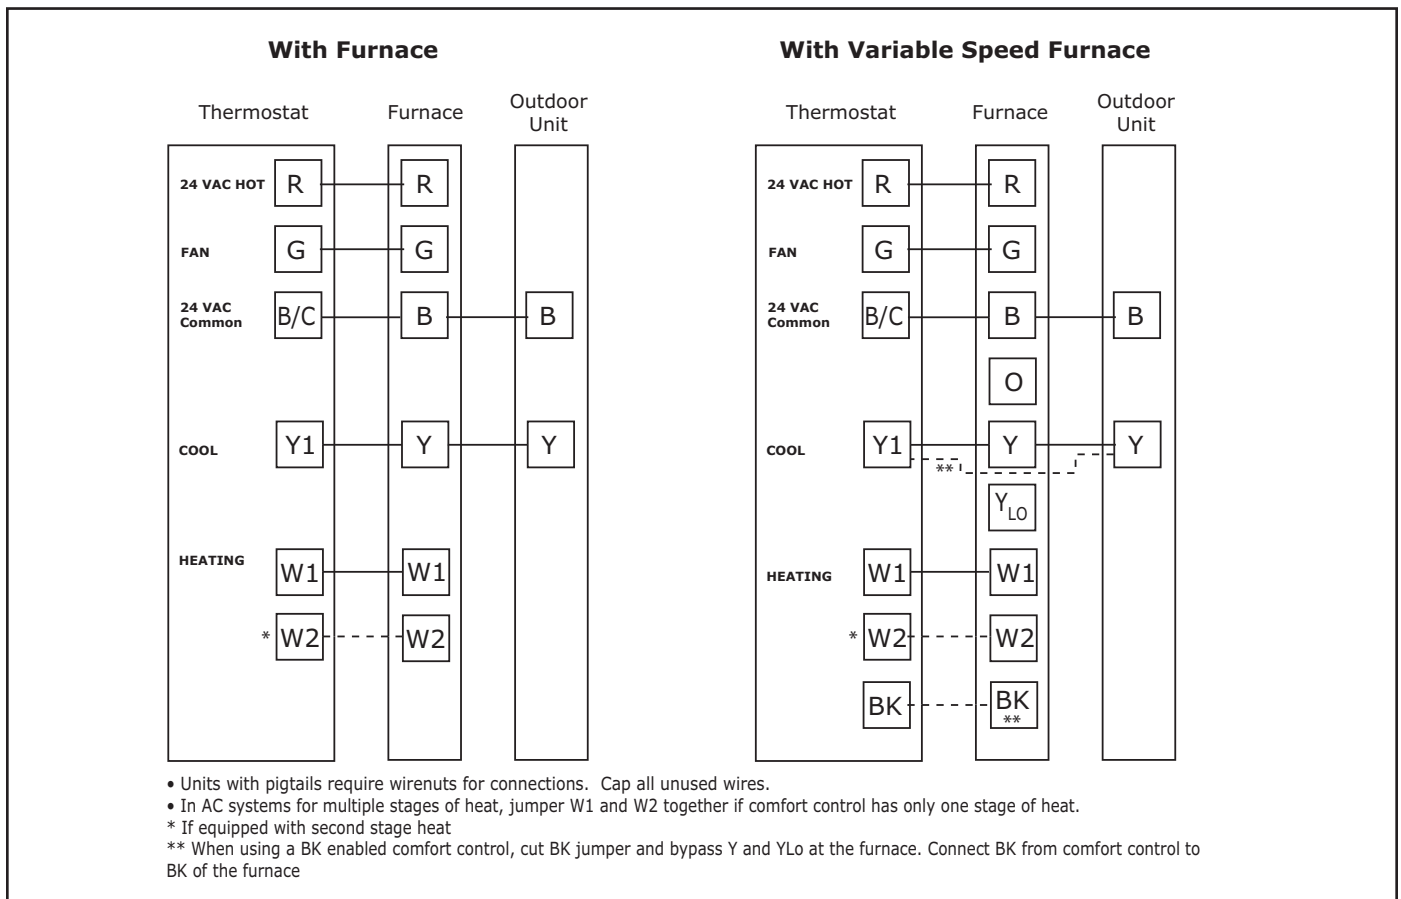 With Furnace
Thermostat Furnace Outdoor
Unit
24 VAC HOT R R
FAN G G
24 VAC
Common B/C B B
COOL Y1 Y Y
HEATING W1 W1
* W2 W2
With Variable Speed Furnace
Thermostat Furnace Outdoor
Unit
24 VAC HOT R R
FAN G G
24 VAC
Common B/C B B
O
COOL Y1 Y Y
**
YLO
HEATING W1 W1
* W2 W2
BK BK
**
• Units with pigtails require wirenuts for connections. Cap all unused wires.
• In AC systems for multiple stages of heat, jumper W1 and W2 together if comfort control has only one stage of heat.
* If equipped with second stage heat
** When using a BK enabled comfort control, cut BK jumper and bypass Y and YLo at the furnace. Connect BK from comfort control to
BK of the furnace